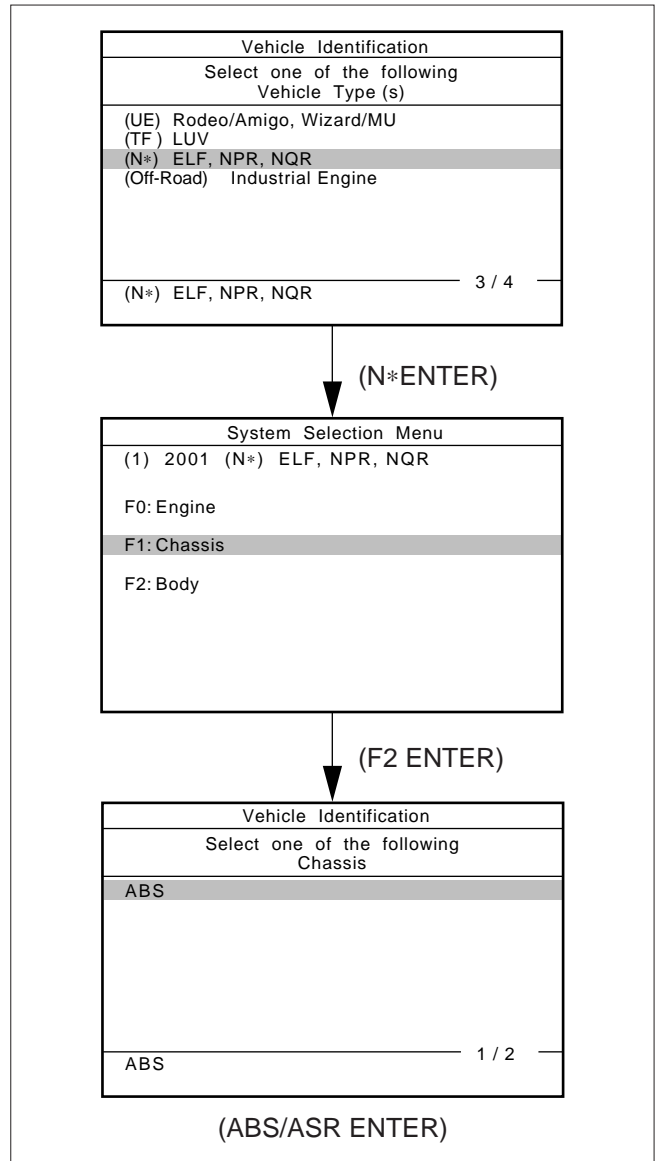 Vehicle Identification
Select one of the following
Vehicle Type (s)
(UE) Rodeo/Amigo, Wizard/MU
(TF ) LUV
(N*) ELF, NPR, NQR
(Off-Road) Industrial Engine
3 / 4
(N*) ELF, NPR, NQR
(N*ENTER)
System Selection Menu
(1) 2001 (N*) ELF, NPR, NQR
F0: Engine
F1: Chassis
F2: Body
(F2 ENTER)
Vehicle Identification
Select one of the following
Chassis
ABS
1 / 2
ABS
(ABS/ASR ENTER)